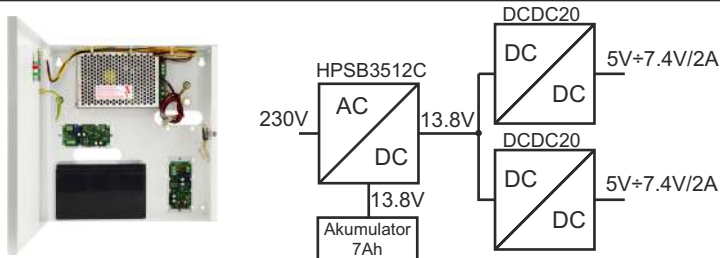 DCDC20
DC
DC
5V÷7.4V/2A
HPSB3512C
AC
DC
230V
13.8V
13.8V
Akumulator
7Ah
DCDC20
DC
DC
5V÷7.4V/2A